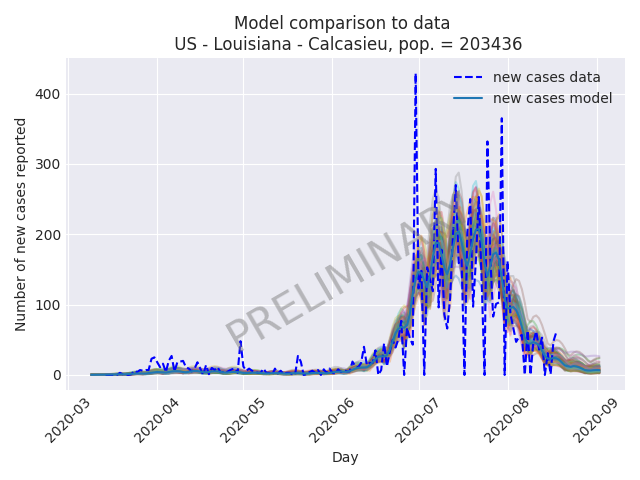 Model comparison to data
US - Louisiana - Calcasieu, pop. = 203436
new cases data
new cases model
Number of new cases reported
400
300
200
100
0
PRELIMINARY
2020-03
2020-04
2020-05
2020-06
2020-07
2020-08
2020-09
Day